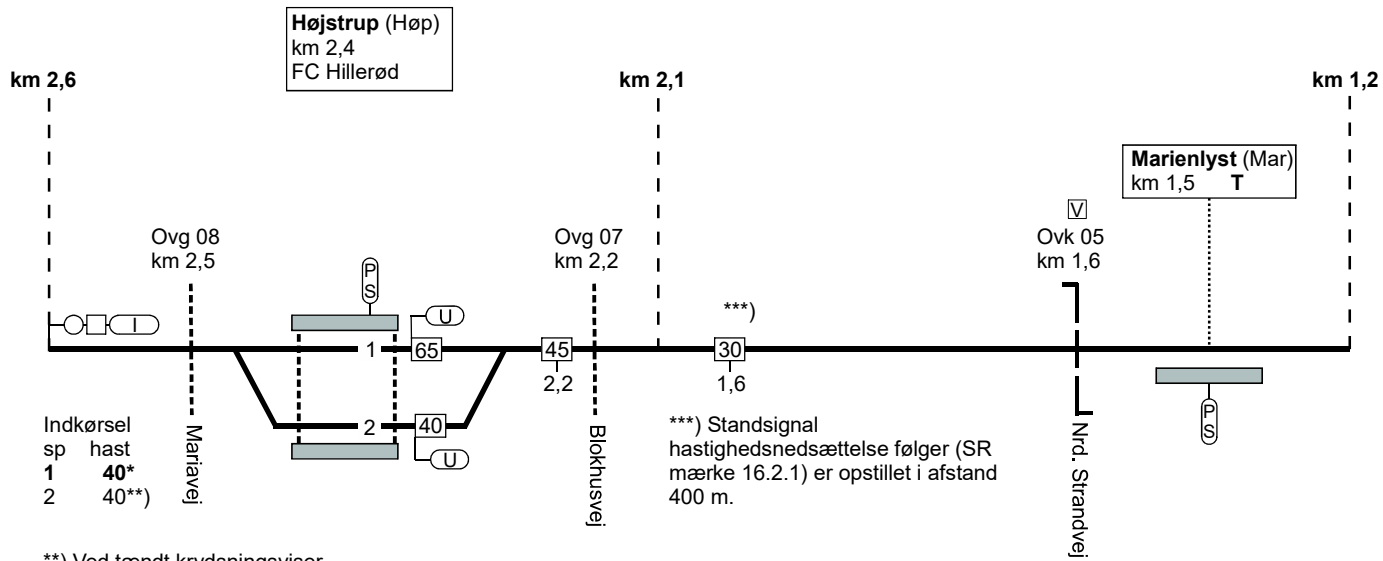 Højstrup (Høp)
km 2,4
FC Hillerød
km 2,6
km 2,1
km 1,2
Marienlyst (Mar)
km 1,5 T
V
Ovg 08
km 2,5
Ovg 07
km 2,2
Ovk 05
km 1,6
P
S
I
U
***)
1
65
45
30
2,2
1,6
2
40
U
P
S
Indkørsel
sp hast
1 40*
2 40**)
Mariavej
Blokhusvej
***) Standsignal
hastighedsnedsættelse følger (SR
mærke 16.2.1) er opstillet i afstand
400 m.
Nrd. Strandvej
**) Ved tændt krydsningsviser